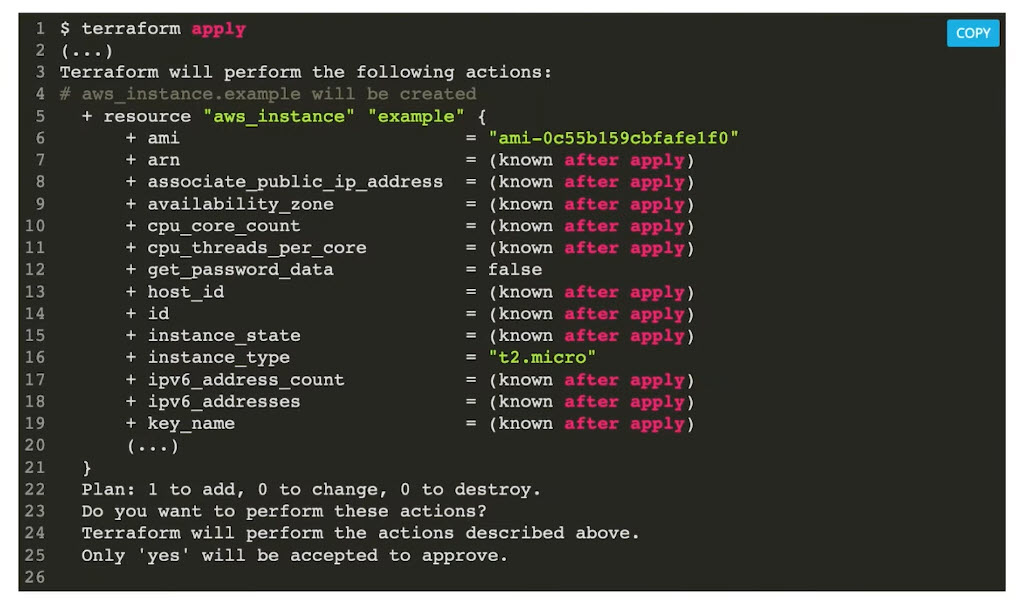 COPY
1 $ terraform apply
2 (...)
3 Terraform will perform the following actions:
4 # aws_instance.example will be created
5 + resource "aws_instance" "example" {
6 + ami = "ami-0c55b159cbfafe1f0"
7 + arn = (known after apply)
8 + associate_public_ip_address = (known after apply)
9 + availability_zone = (known after apply)
10 + cpu_core_count = (known after apply)
11 + cpu_threads_per_core = (known after apply)
12 + get_password_data = false
13 + host_id = (known after apply)
14 + id = (known after apply)
15 + instance_state = (known after apply)
16 + instance_type = "t2.micro"
17 + ipv6_address_count = (known after apply)
18 + ipv6_addresses = (known after apply)
19 + key_name = (known after apply)
20 (...)
21 }
22 Plan: 1 to add, 0 to change, 0 to destroy.
23 Do you want to perform these actions?
24 Terraform will perform the actions described above.
25 Only 'yes' will be accepted to approve.
26